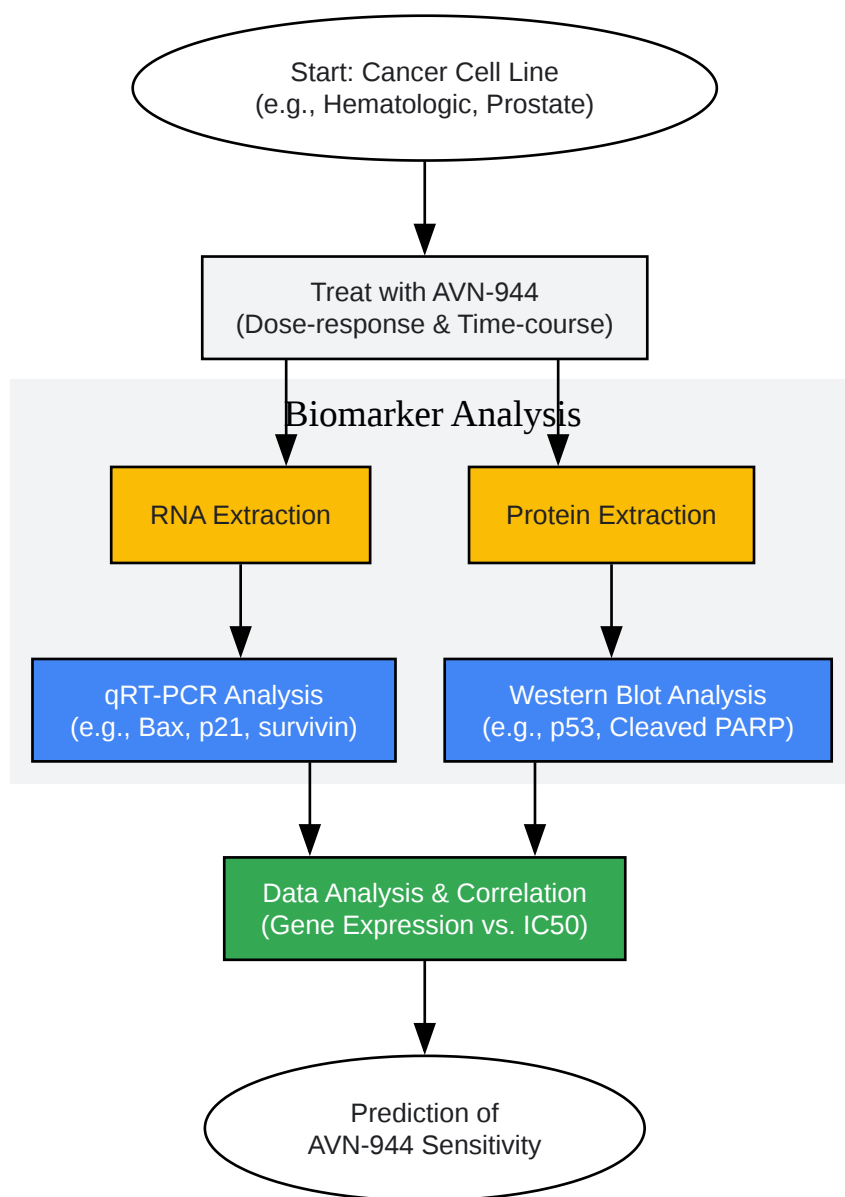 Start: Cancer Cell Line
(e.g., Hematologic, Prostate)
Treat with AVN-944
(Dose-response & Time-course)
Biomarker Analysis
RNA Extraction
Protein Extraction
qRT-PCR Analysis
(e.g., Bax, p21, survivin)
Western Blot Analysis
(e.g., p53, Cleaved PARP)
Data Analysis & Correlation
(Gene Expression vs. IC50)
Prediction of
AVN-944 Sensitivity